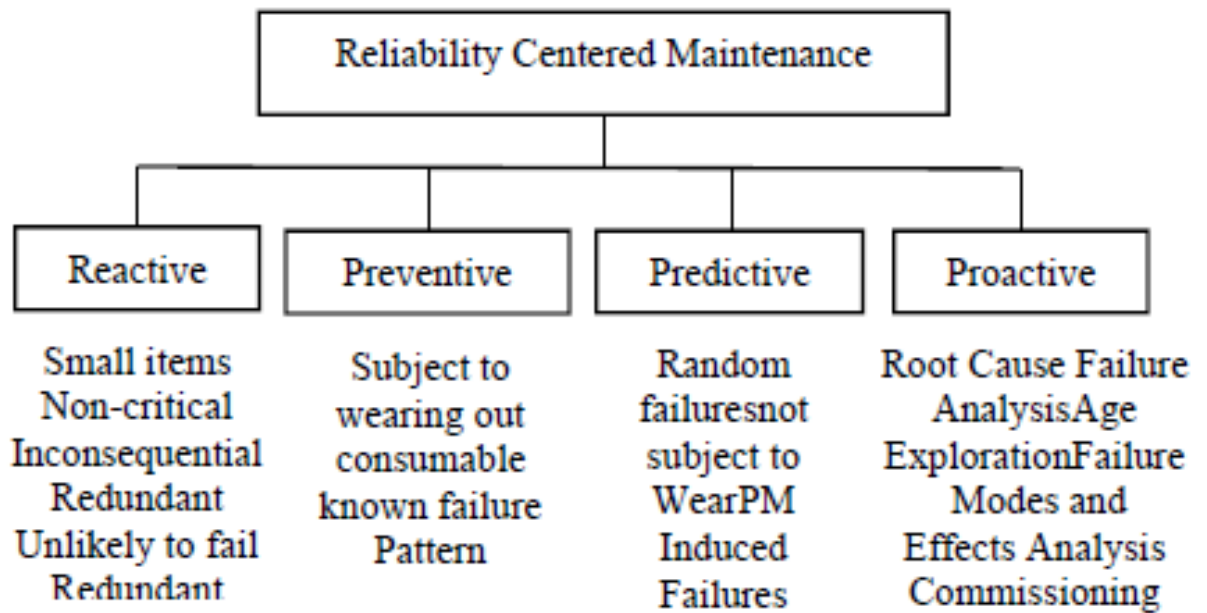 Reliability Centered Maintenance
Reactive
Preventive
Predictive
Proactive
Small items
Non-critical
Inconsequential
Redundant
Unlikely to fail
Redundant
Subject to
wearing out
consumable
known failure
Pattern
Random
failuresnot
subject to
WearPM
Induced
Failures
Root Cause Failure
AnalysisAge
ExplorationFailure
Modes and
Effects Analysis
Commissioning